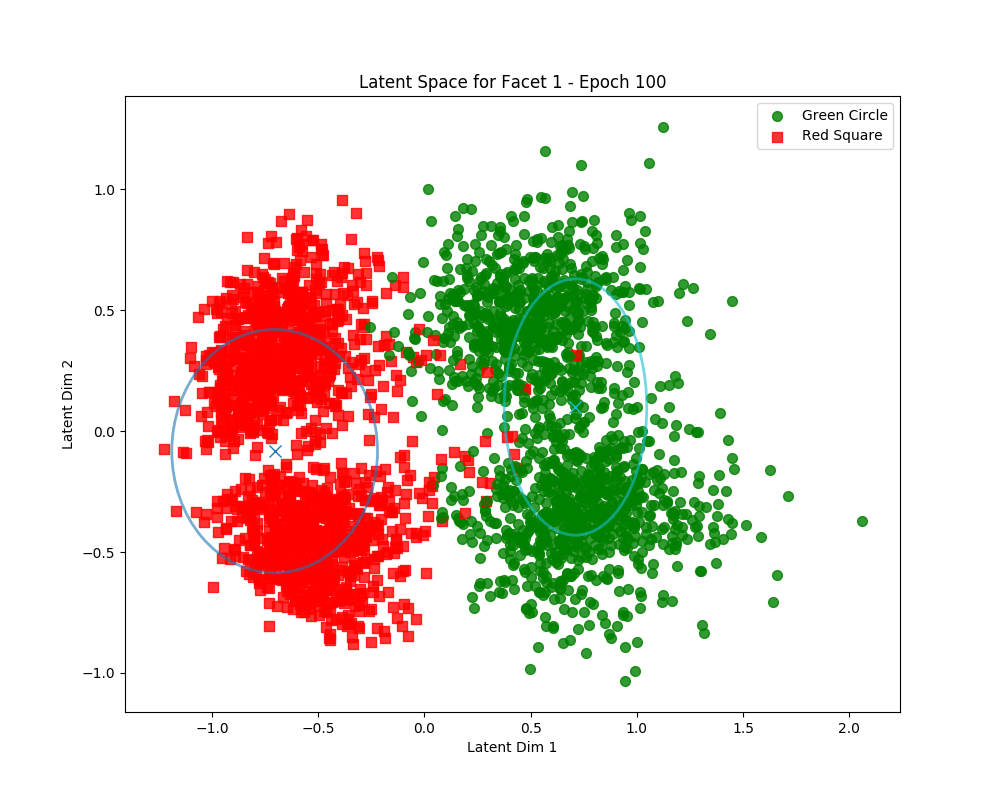 Latent Space for Facet 1 - Epoch 100
Green Circle
Red Square
1.0
0.5
0.0
−0.5
−1.0
Latent Dim 2
−1.0 −0.5 0.0 0.5 1.0 1.5 2.0
Latent Dim 1